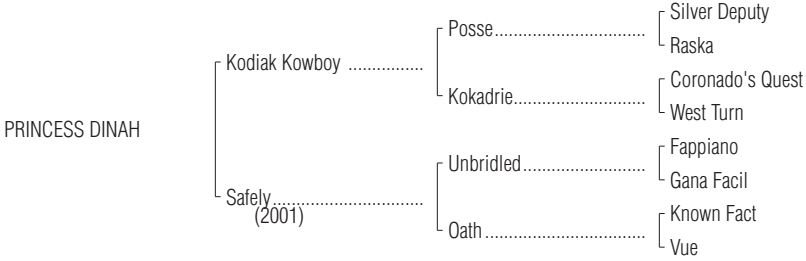 Silver Deputy
Posse..............................
Raska
Kodiak Kowboy ................
Coronado's Quest
Kokadrie............................
West Turn
PRINCESS DINAH
Fappiano
Unbridled..........................
Gana Facil
Safely................................
(2001)
Known Fact
Oath ..................................
Vue